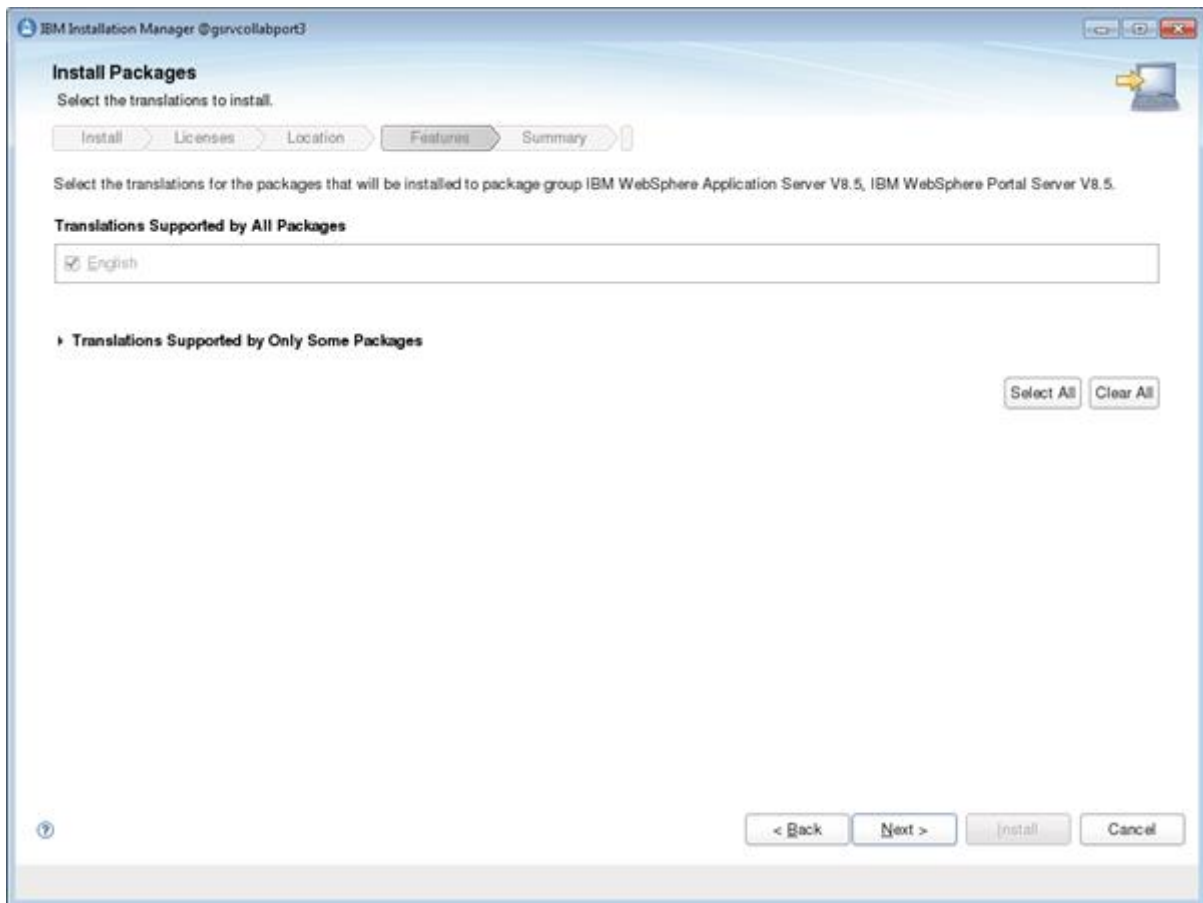 IBM Installation Manager @gsrvcollabport3
Install Packages
Select the translations to install.
Install Licenses Location Features Summary
Select the translations for the packages that will be installed to package group IBM WebSphere Application Server V8.5, IBM WebSphere Portal Server V8.5.
Translations Supported by All Packages
English
Translations Supported by Only Some Packages
Select All Clear All
? < Back Next > Install Cancel